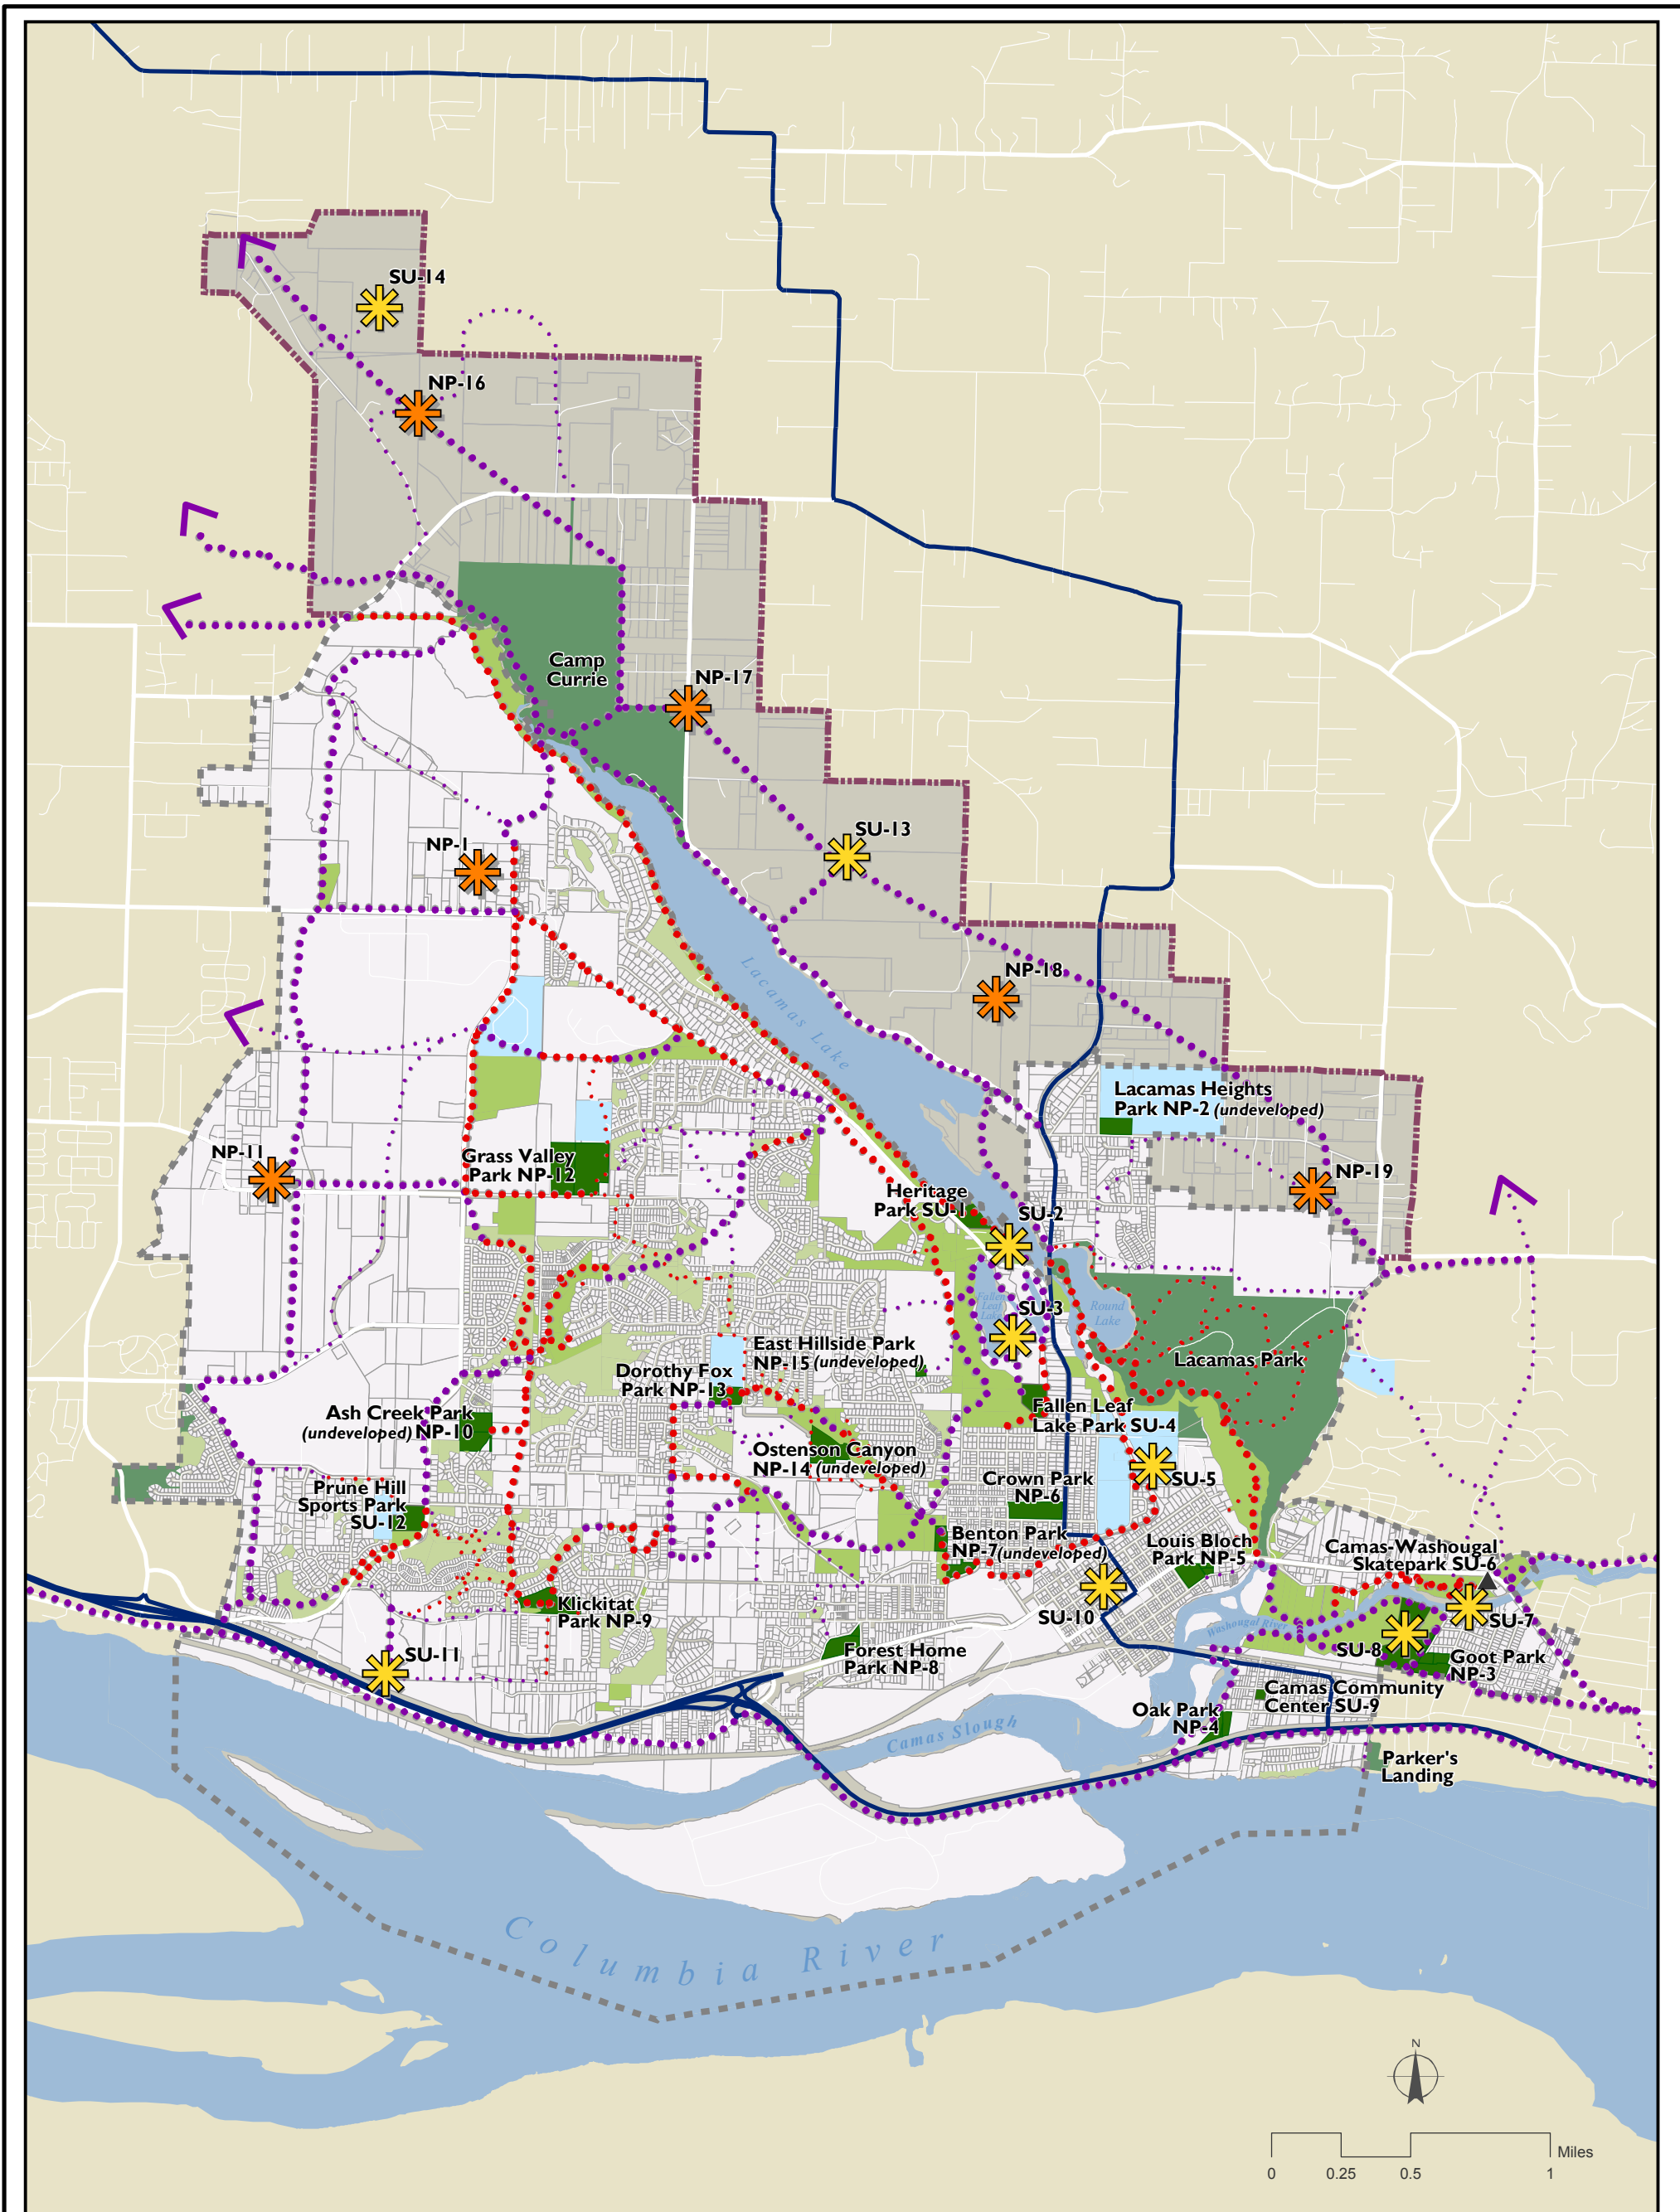 SU-14
NP-16
Camp
Currie
NP-17
NP-1
SU-13
Lacamas Lake
NP-18
Lacamas Heights
Park NP-2 (undeveloped)
NP-11
Grass Valley
Park NP-12
NP-19
Heritage
Park SU-1
SU-2
Fallen
Leaf
Lake
SU-3
Round
Lake
East Hillside Park
NP-15 (undeveloped)
Lacamas Park
Dorothy Fox
Park NP-13
Ash Creek Park
(undeveloped) NP-10
Fallen Leaf
Lake Park SU-4
Ostenson Canyon
NP-14 (undeveloped)
Crown Park
NP-6
SU-5
Prune Hill
Sports Park
SU-12
Benton Park
NP-7(undeveloped)
Louis Bloch
Park NP-5
Camas-Washougal
Skatepark SU-6
Klickitat
Park NP-9
SU-10
Washougal River
SU-7
SU-8
SU-11
Forest Home
Park NP-8
Goot Park
NP-3
Camas Community
Center SU-9
Oak Park
NP-4
Camas Slough
Parker's
Landing
Columbia River
N
Miles
0 0.25 0.5 1